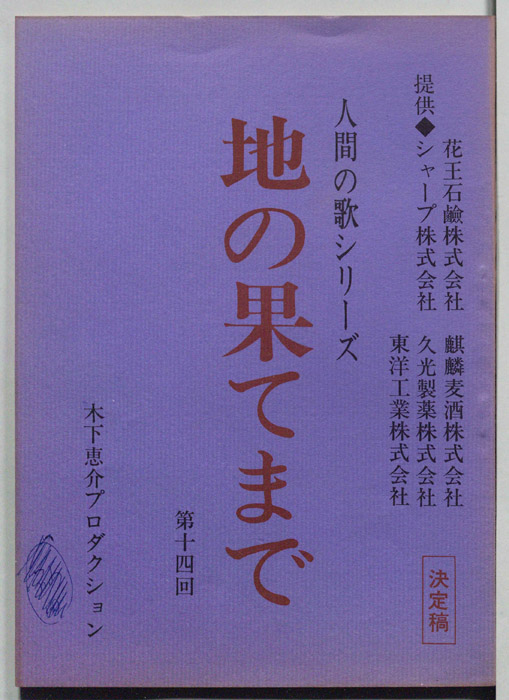 提供◆シャープ株式会社
花王石鹸株式会社
麒麟麦酒株式会社
久光製薬株式会社
東洋工業株式会社
決定稿
人間の歌シリーズ
地の果てまで
第十四回
木下恵介プロダクション